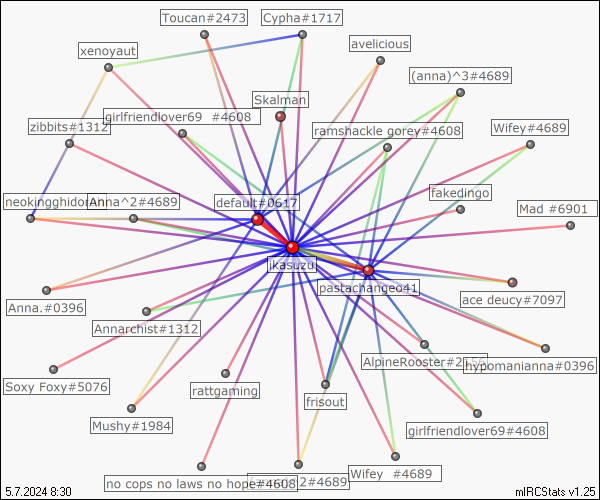 Toucan#2473
Cypha#1717
xenoyaut
avelicious
(anna)^3#4689
Skalman
girlfriendlover69 #4608
zibbits#1312
ramshackle gorey#4608
Wifey#4689
fakedingo
neokingghidorah
Anna^2#4689
default#0617
Mad #6901
ikasuzu
pastachangeo41
Anna.#0396
ace deucy#7097
Annarchist#1312
AlpineRooster#2
hypomanianna#0396
Soxy Foxy#5076
rattgaming
frisout
Mushy#1984
girlfriendlover69#4608
no cops no laws no hope#4608
2#4689
Wifey #4689
5.7.2024 8:30
mIRCStats v1.25